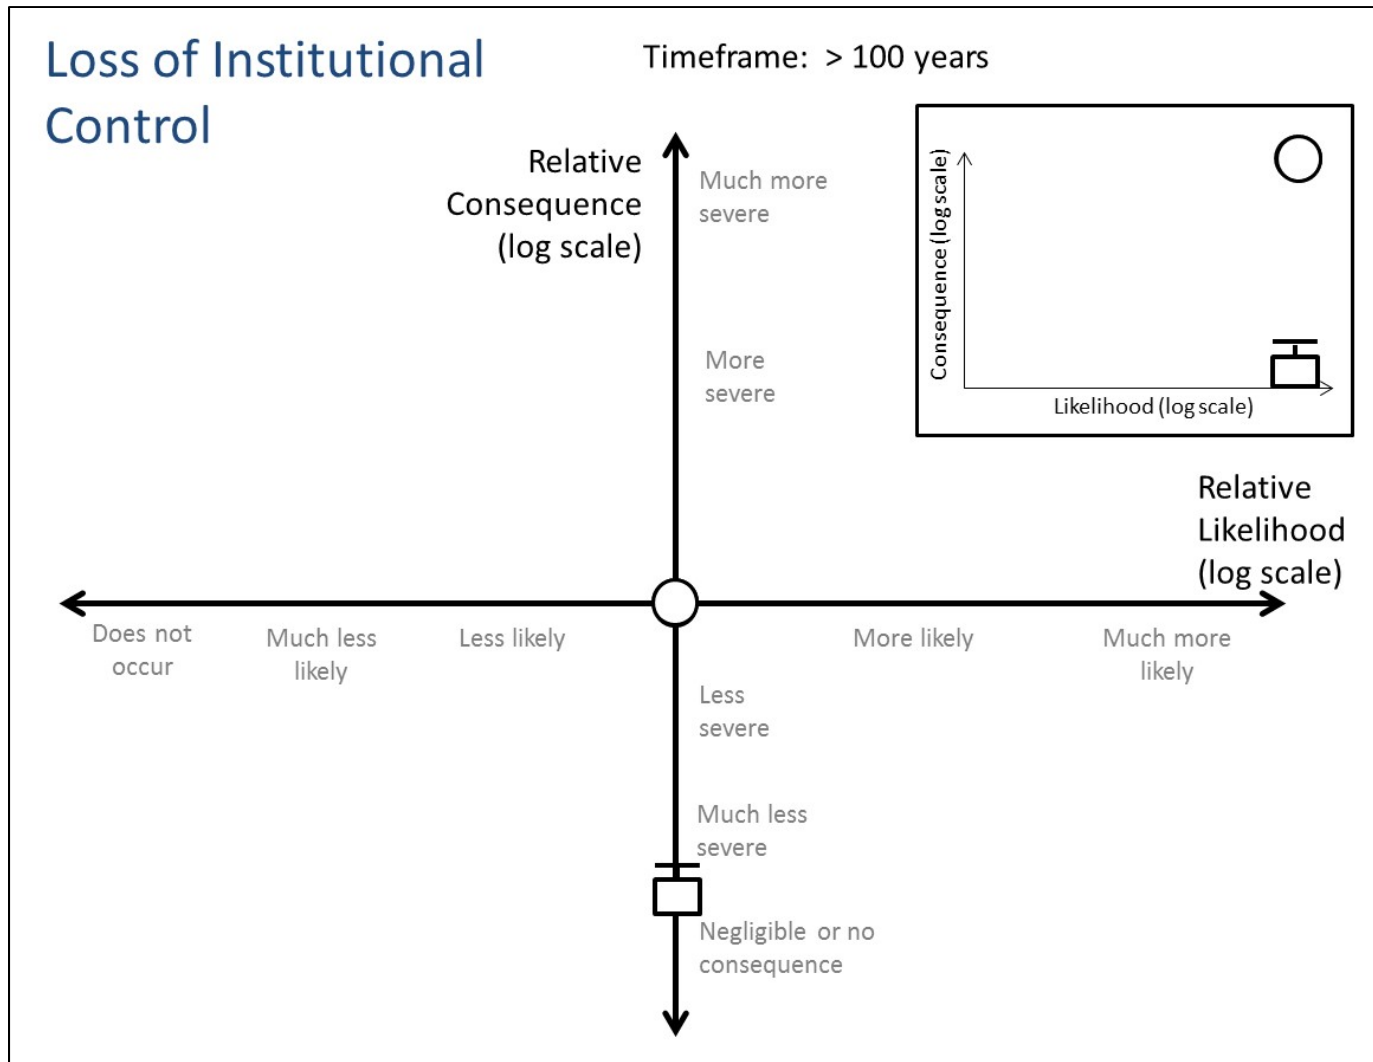 Loss of Institutional
Control
Timeframe:  > 100 years
Relative
Consequence
(log scale)
Much more
severe
More
severe
Consequence (log scale)
Likelihood (log scale)
Relative
Likelihood
(log scale)
Does not
occur
Much less
likely
Less likely
More likely
Much more
likely
Less
severe
Much less
severe
Negligible or no
consequence